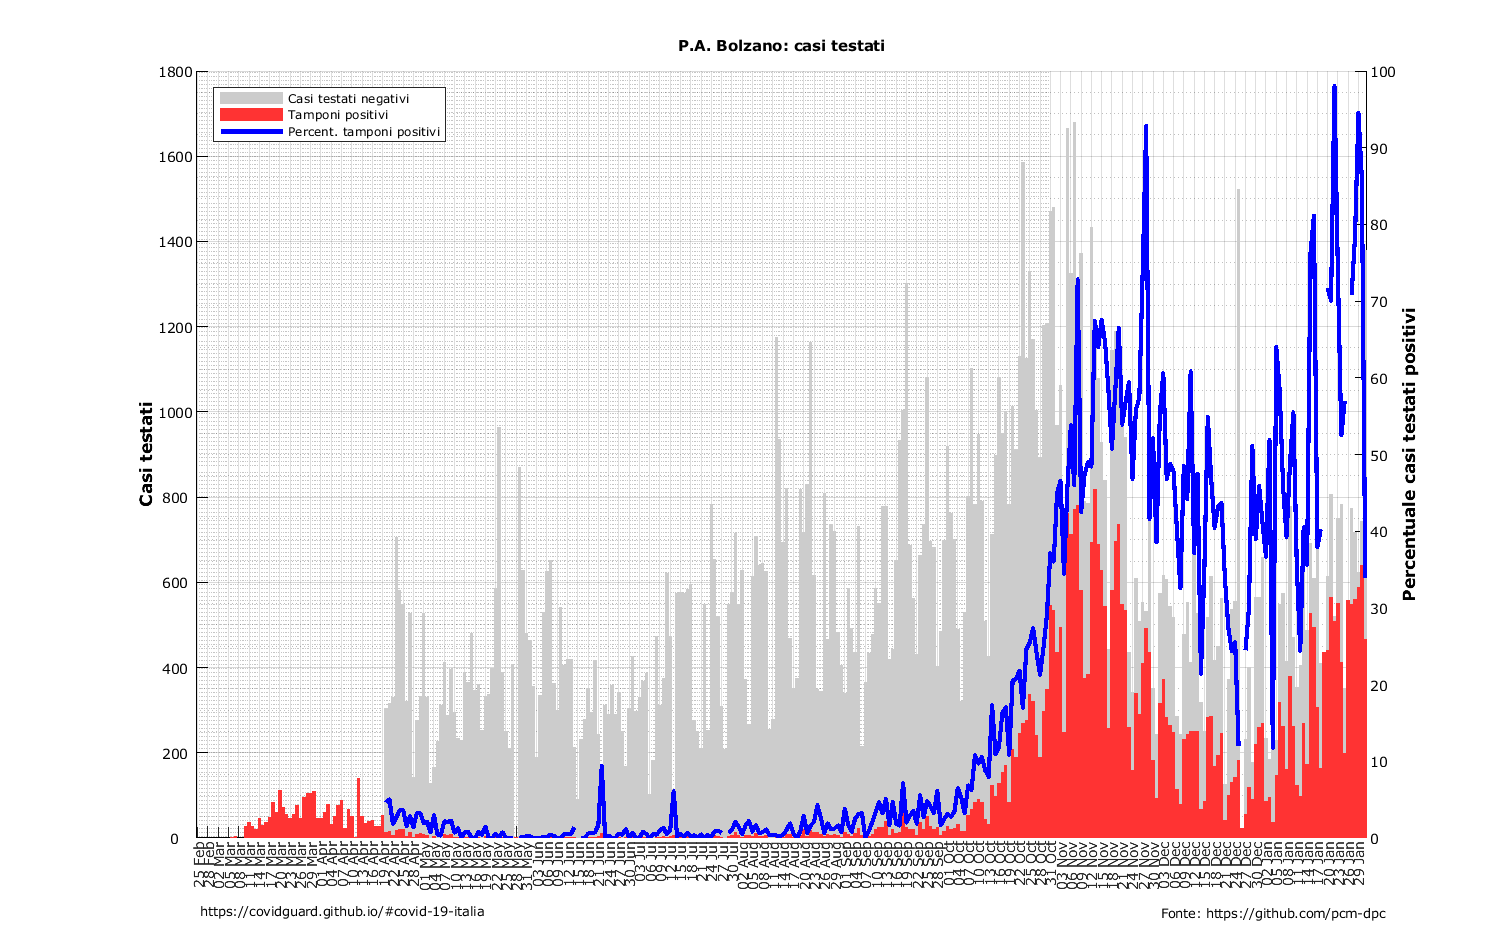 P.A. Bolzano: casi testati
Casi testati negativi
Tamponi positivi
Percent. tamponi positivi
Casi testati
1800
1600
1400
1200
1000
800
600
400
200
0
100
90
80
70
60
50
40
30
20
10
0
Percentuale casi testati positivi
25 Feb
28 Feb
02 Mar
05 Mar
08 Mar
11 Mar
14 Mar
17 Mar
20 Mar
23 Mar
26 Mar
29 Mar
01 Apr
04 Apr
07 Apr
10 Apr
13 Apr
16 Apr
19 Apr
22 Apr
25 Apr
28 Apr
01 May
04 May
07 May
10 May
13 May
16 May
19 May
22 May
25 May
28 May
31 May
03 Jun
06 Jun
09 Jun
12 Jun
15 Jun
18 Jun
21 Jun
24 Jun
27 Jun
30 Jun
03 Jul
06 Jul
09 Jul
12 Jul
15 Jul
18 Jul
21 Jul
24 Jul
27 Jul
30 Jul
02 Aug
05 Aug
08 Aug
11 Aug
14 Aug
17 Aug
20 Aug
23 Aug
26 Aug
29 Aug
01 Sep
04 Sep
07 Sep
10 Sep
13 Sep
16 Sep
19 Sep
22 Sep
25 Sep
28 Sep
01 Oct
04 Oct
07 Oct
10 Oct
13 Oct
16 Oct
19 Oct
22 Oct
25 Oct
28 Oct
31 Oct
03 Nov
06 Nov
09 Nov
12 Nov
15 Nov
18 Nov
21 Nov
24 Nov
27 Nov
30 Nov
03 Dec
06 Dec
09 Dec
12 Dec
15 Dec
18 Dec
21 Dec
24 Dec
27 Dec
30 Dec
02 Jan
05 Jan
08 Jan
11 Jan
14 Jan
17 Jan
20 Jan
23 Jan
26 Jan
29 Jan
https://covidguard.github.io/#covid-19-italia
Fonte: https://github.com/pcm-dpc